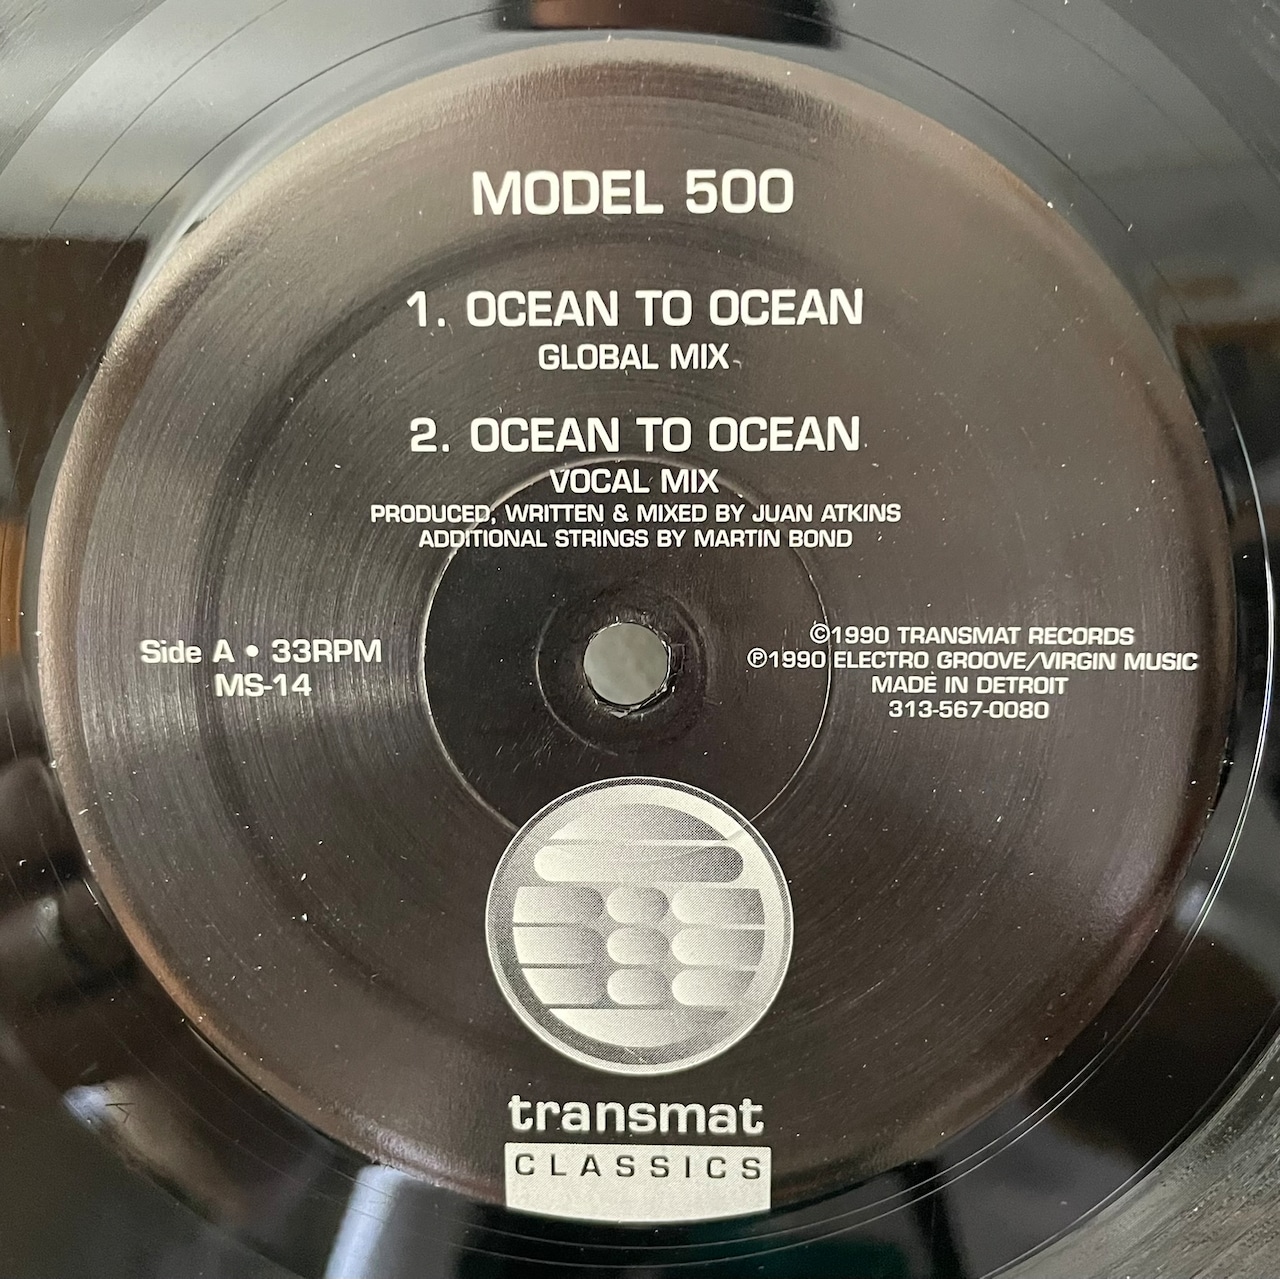 MODEL 500
1. OCEAN TO OCEAN
GLOBAL MIX
2. OCEAN TO OCEAN
VOCAL MIX
PRODUCED, WRITTEN & MIXED BY JUAN ATKINS
ADDITIONAL STRINGS BY MARTIN BOND
Side A • 33RPM
MS-14
©1990 TRANSMAT RECORDS
℗1990 ELECTRO GROOVE/VIRGIN MUSIC
MADE IN DETROIT
313-567-0080
transmat
CLASSICS